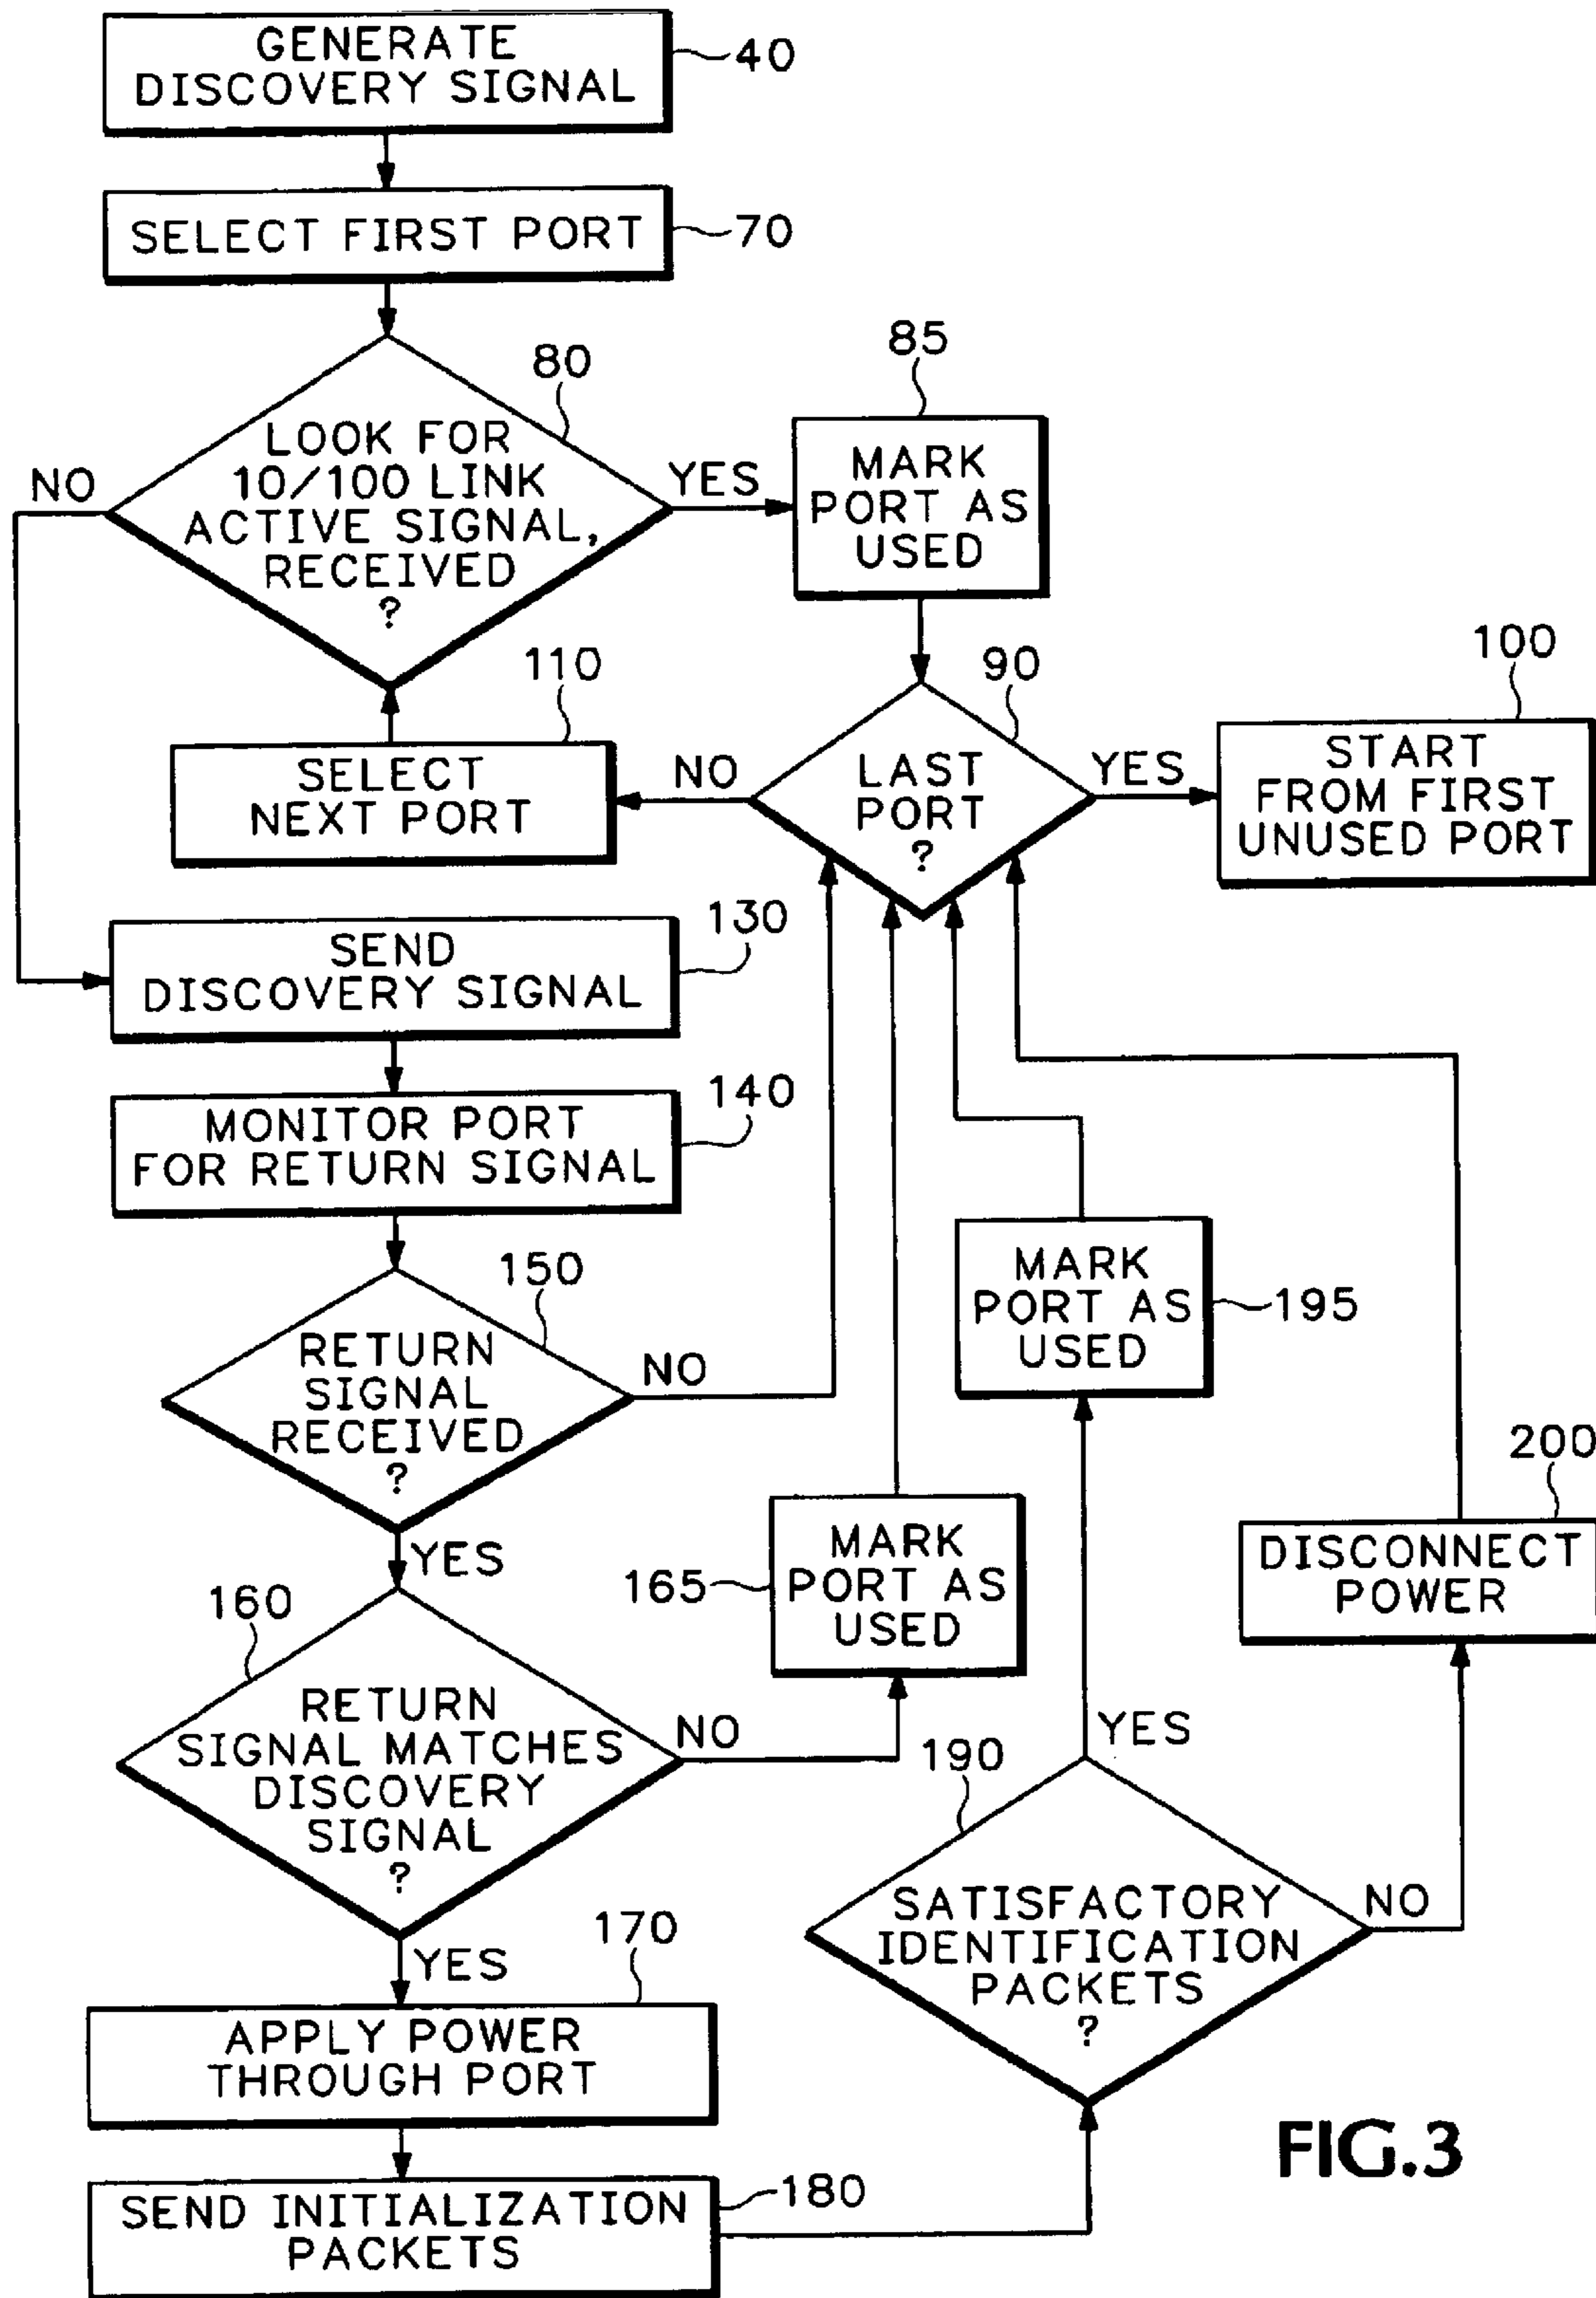 GENERATE
DISCOVERY SIGNAL
40
SELECT FIRST PORT
70
80
LOOK FOR
10/100 LINK
ACTIVE SIGNAL,
RECEIVED
?
NO
YES
85
MARK
PORT AS
USED
110
SELECT
NEXT PORT
NO
90
LAST
PORT
?
YES
100
START
FROM FIRST
UNUSED PORT
130
SEND
DISCOVERY SIGNAL
140
MONITOR PORT
FOR RETURN SIGNAL
150
RETURN
SIGNAL
RECEIVED
?
NO
YES
MARK
PORT AS
USED
195
200
DISCONNECT
POWER
165
MARK
PORT AS
USED
160
RETURN
SIGNAL MATCHES
DISCOVERY
SIGNAL
?
NO
YES
YES
190
SATISFACTORY
IDENTIFICATION
PACKETS
?
NO
170
APPLY POWER
THROUGH PORT
180
SEND INITIALIZATION
PACKETS
FIG.3